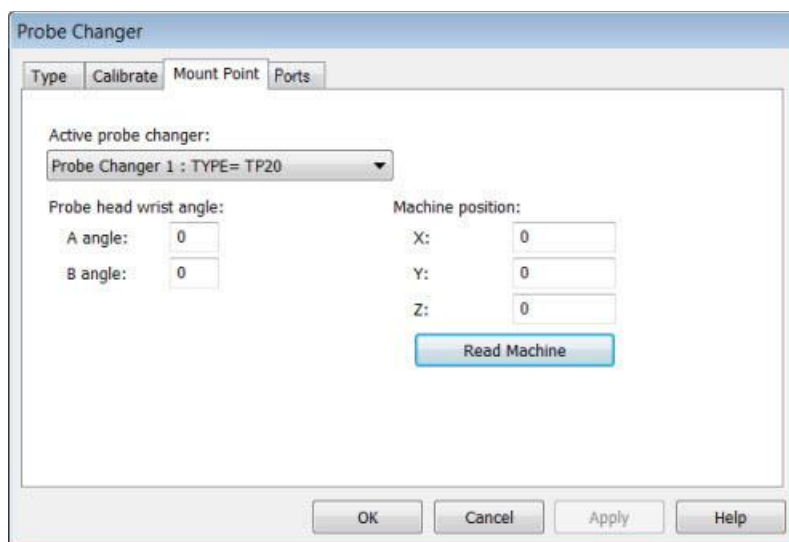 Probe Changer
Type Calibrate Mount Point Ports
Active probe changer:
Probe Changer 1 : TYPE= TP20
Probe head wrist angle: Machine position:
A angle: 0 X: 0
B angle: 0 Y: 0
Z: 0
Read Machine
OK Cancel Apply Help